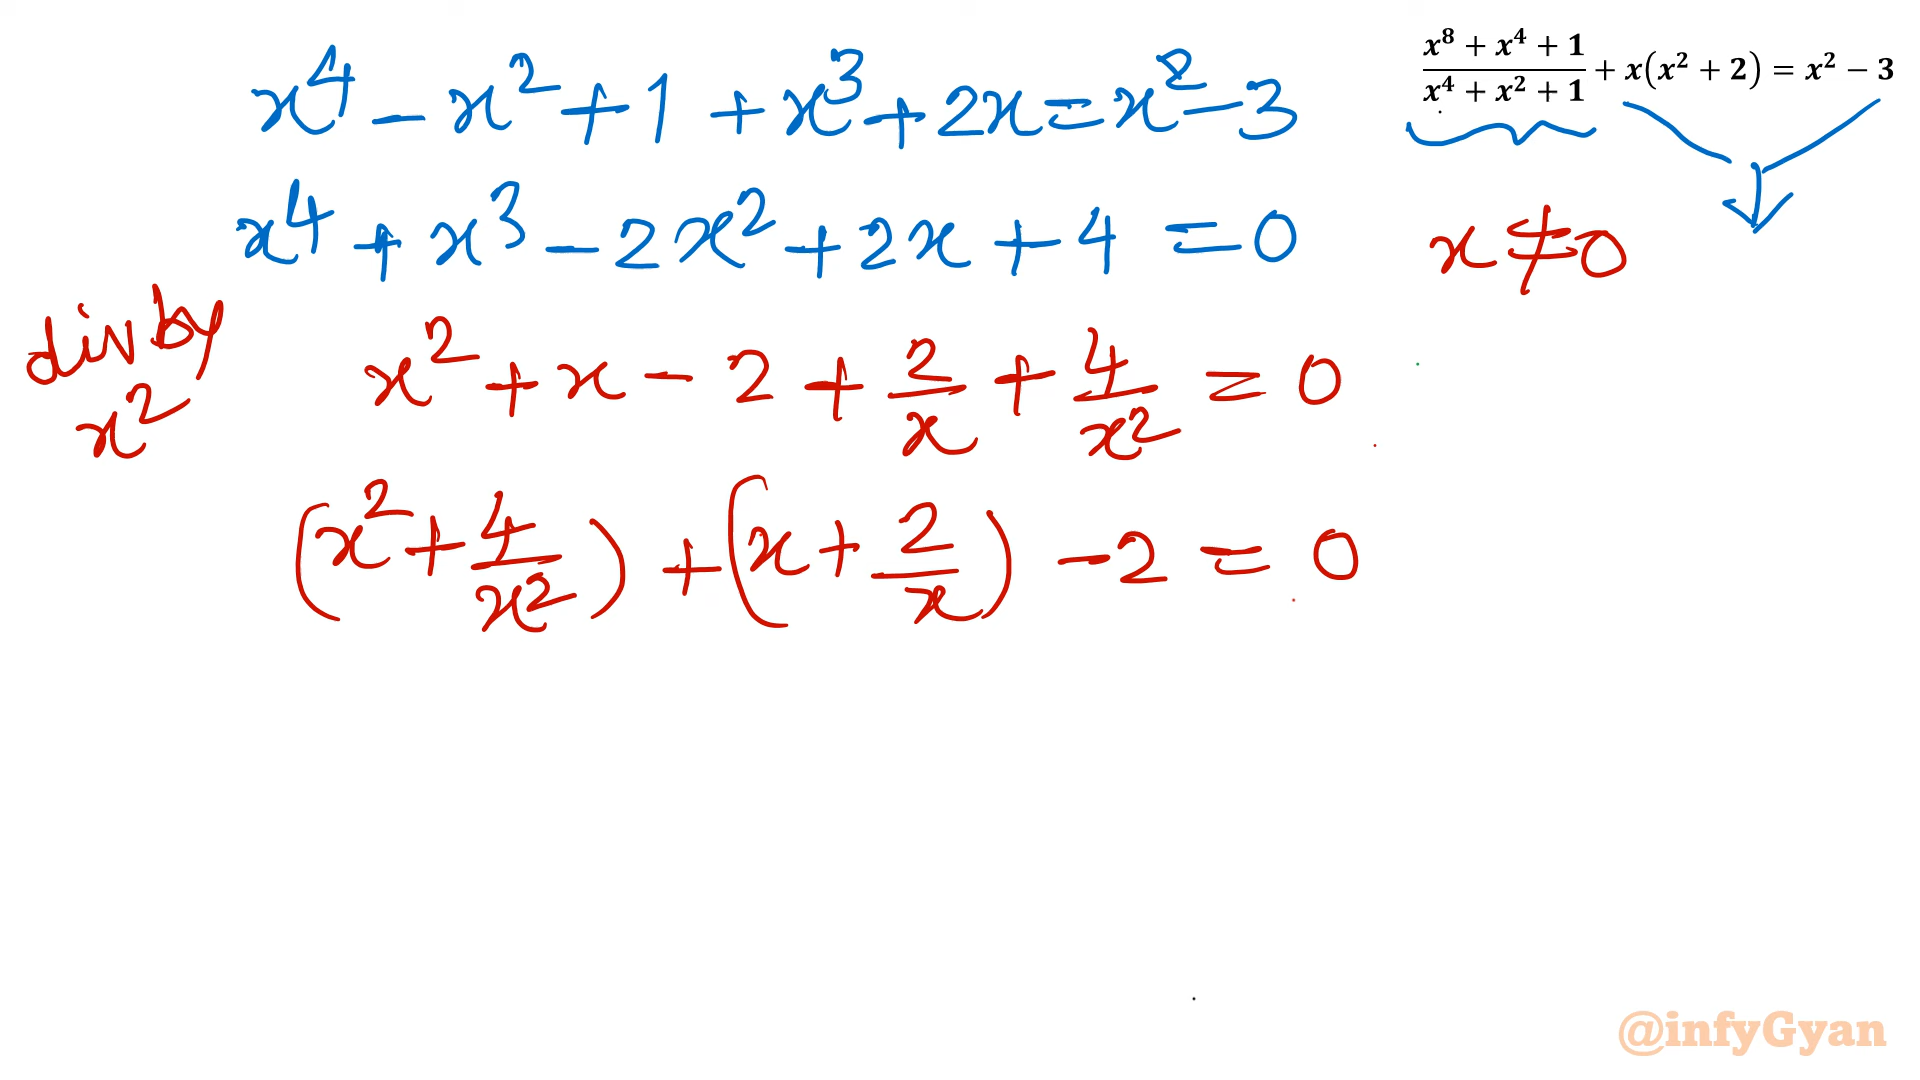 x⁴ − x² + 1 + x³ + 2x = x² − 3
(x⁸ + x⁴ + 1)/(x⁴ + x² + 1) + x(x² + 2) = x² − 3
x⁴ + x³ − 2x² + 2x + 4 = 0
x ≠ 0
div by
x²
x² + x − 2 + 2/x + 4/x² = 0
(x² + 4/x²) + (x + 2/x) − 2 = 0
@infyGyan